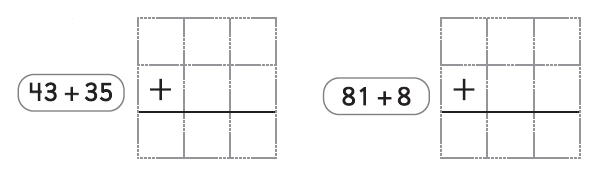 43 + 35
+
81 + 8
+